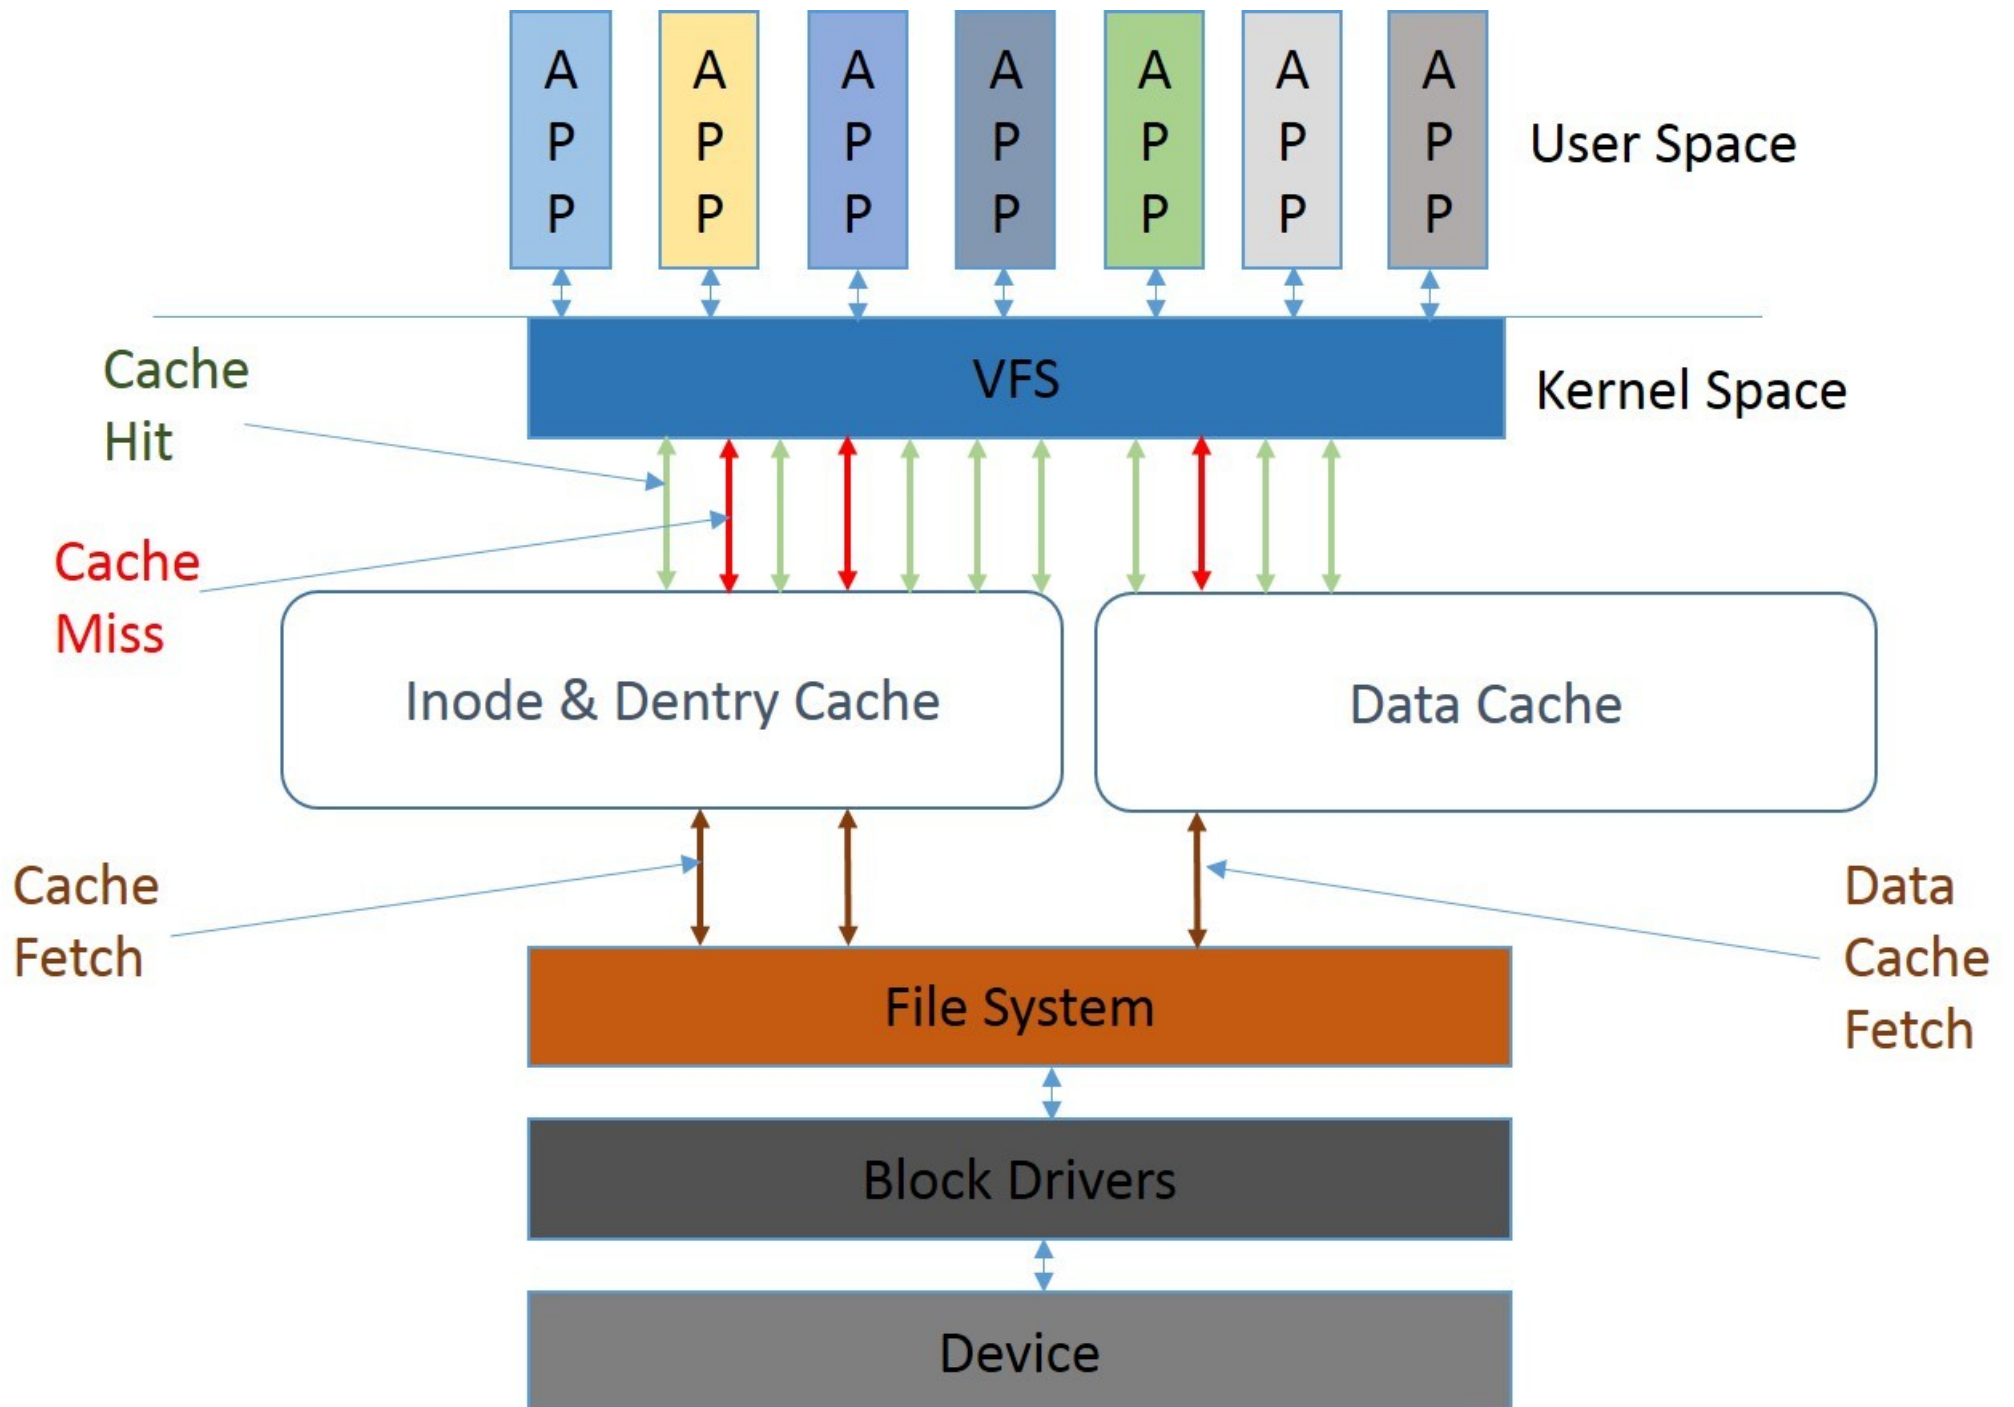 A
P
P
A
P
P
A
P
P
A
P
P
A
P
P
A
P
P
A
P
P
User Space
VFS
Kernel Space
Cache
Hit
Cache
Miss
Inode & Dentry Cache
Data Cache
Cache
Fetch
Data
Cache
Fetch
File System
Block Drivers
Device